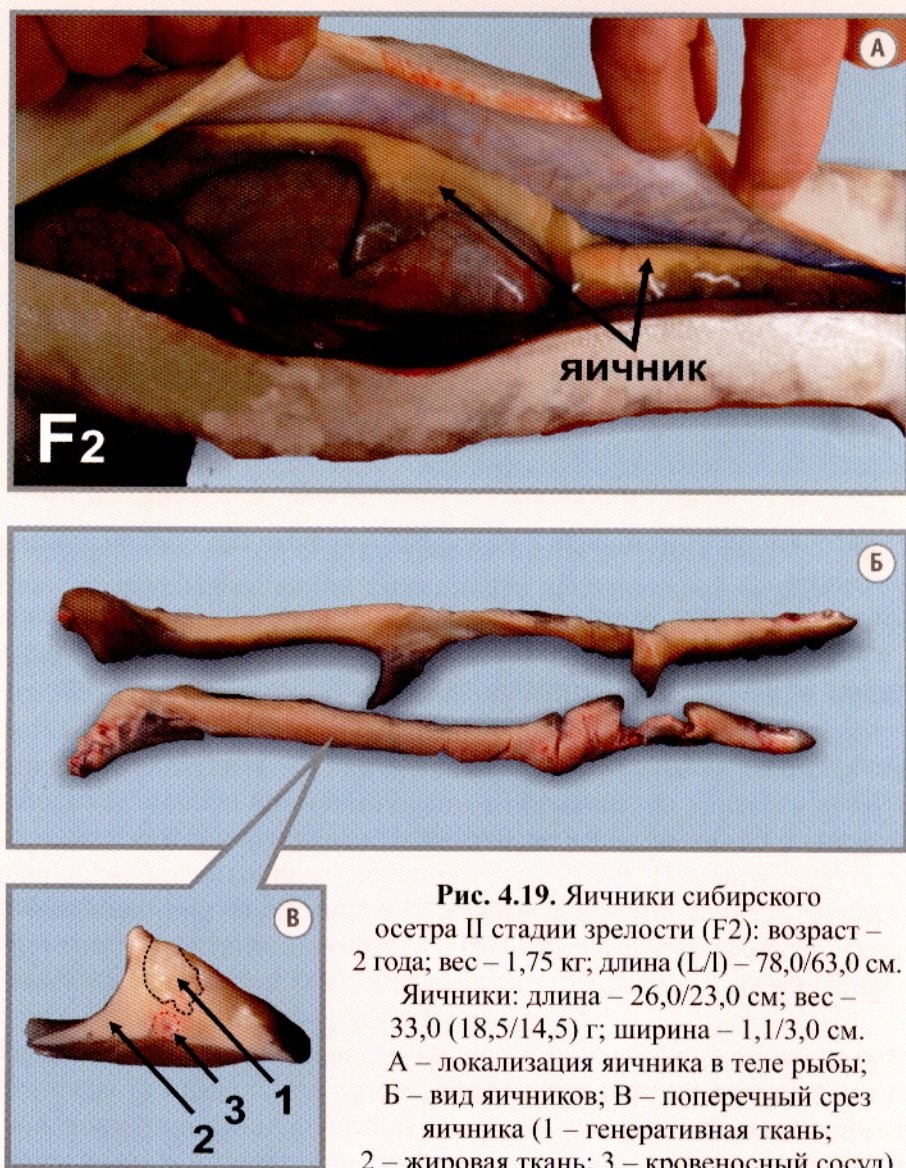 А
яичник
F2
Б
В
1
3
2
Рис. 4.19. Яичники сибирского
осетра II стадии зрелости (F2): возраст –
2 года; вес – 1,75 кг; длина (L/l) – 78,0/63,0 см.
Яичники: длина – 26,0/23,0 см; вес –
33,0 (18,5/14,5) г; ширина – 1,1/3,0 см.
А – локализация яичника в теле рыбы;
Б – вид яичников; В – поперечный срез
яичника (1 – генеративная ткань;
2 – жировая ткань; 3 – кровеносный сосуд)